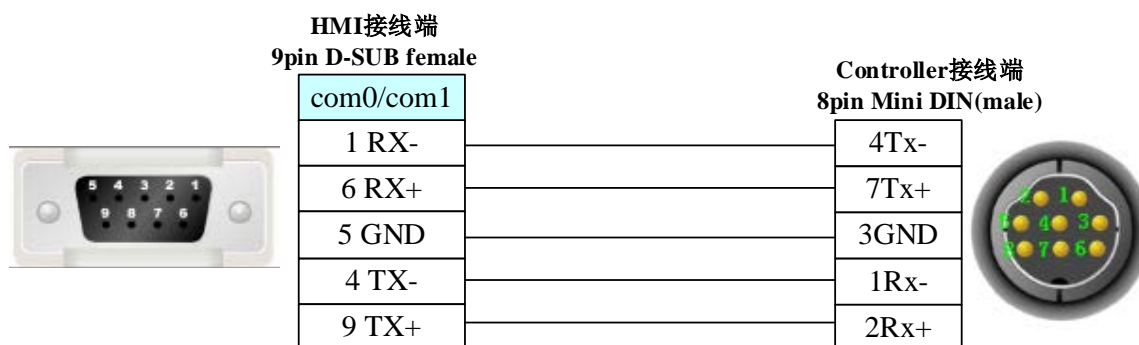 HMI接线端
9pin D-SUB female
Controller接线端
8pin Mini DIN(male)
com0/com1
1 RX-
4Tx-
6 RX+
7Tx+
5 GND
3GND
4 TX-
1Rx-
9 TX+
2Rx+
5 4 3 2 1
9 8 7 6
2 1
5 4 3
8 7 6